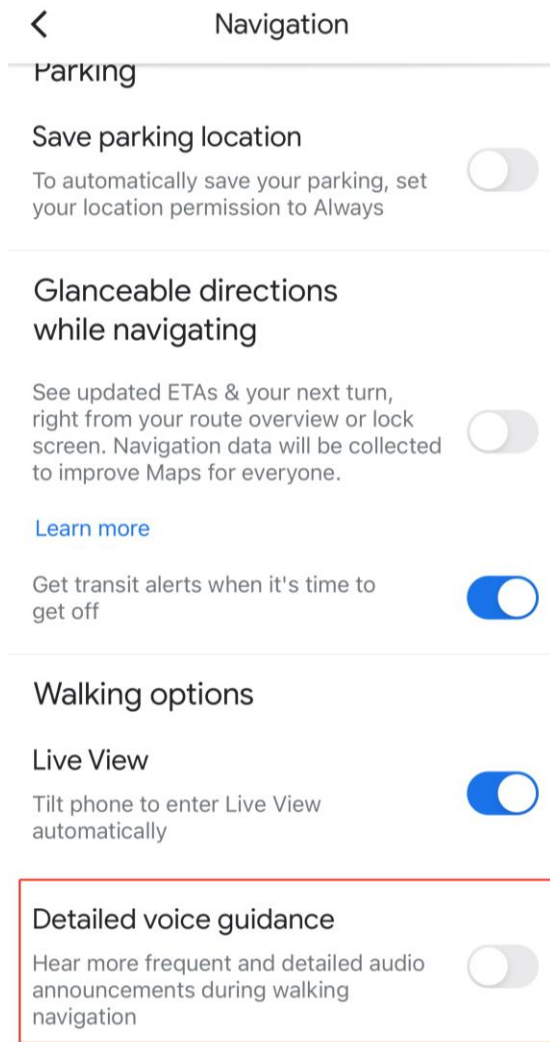 Navigation
Parking
Save parking location
To automatically save your parking, set
your location permission to Always
Glanceable directions
while navigating
See updated ETAs & your next turn,
right from your route overview or lock
screen. Navigation data will be collected
to improve Maps for everyone.
Learn more
Get transit alerts when it's time to
get off
Walking options
Live View
Tilt phone to enter Live View
automatically
Detailed voice guidance
Hear more frequent and detailed audio
announcements during walking
navigation